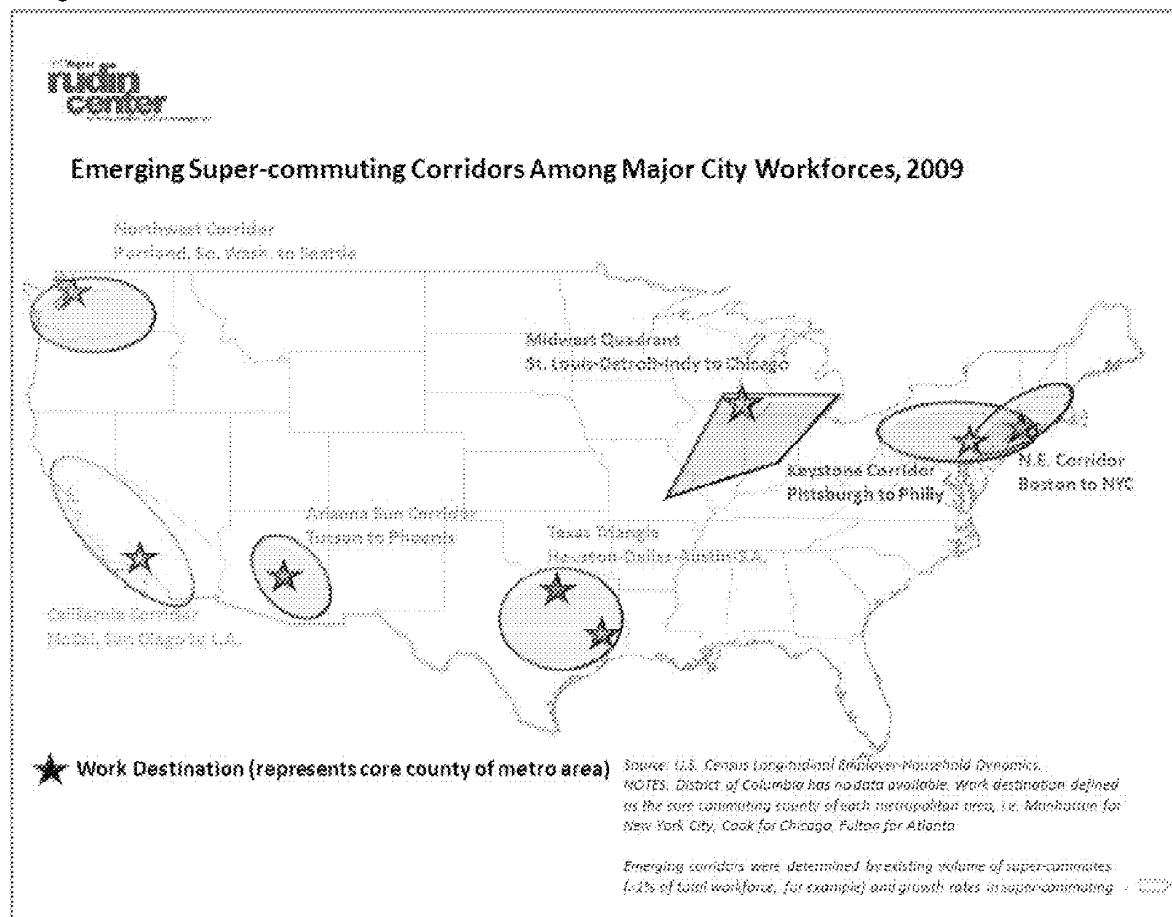 rudin
center
Emerging Super-commuting Corridors Among Major City Workforces, 2009
Northwest Corridor
Portland, So. Wash. to Seattle
Midwest Quadrant
St. Louis-Detroit-Indy to Chicago
Keystone Corridor
Pittsburgh to Philly
N.E. Corridor
Boston to NYC
Arizona Sun Corridor
Tucson to Phoenix
Texas Triangle
Houston-Dallas-Austin-S.A.
California Corridor
San Diego to L.A.
Work Destination (represents core county of metro area)
Source: U.S. Census Longitudinal Employer-Household Dynamics.
NOTES: District of Columbia has no data available. Work destination defined
as the core commuting county of each metropolitan area, i.e. Manhattan for
New York City, Cook for Chicago, Fulton for Atlanta
Emerging corridors were determined by existing volume of super-commutes
of total workforce, for example) and growth rates in super-commuting